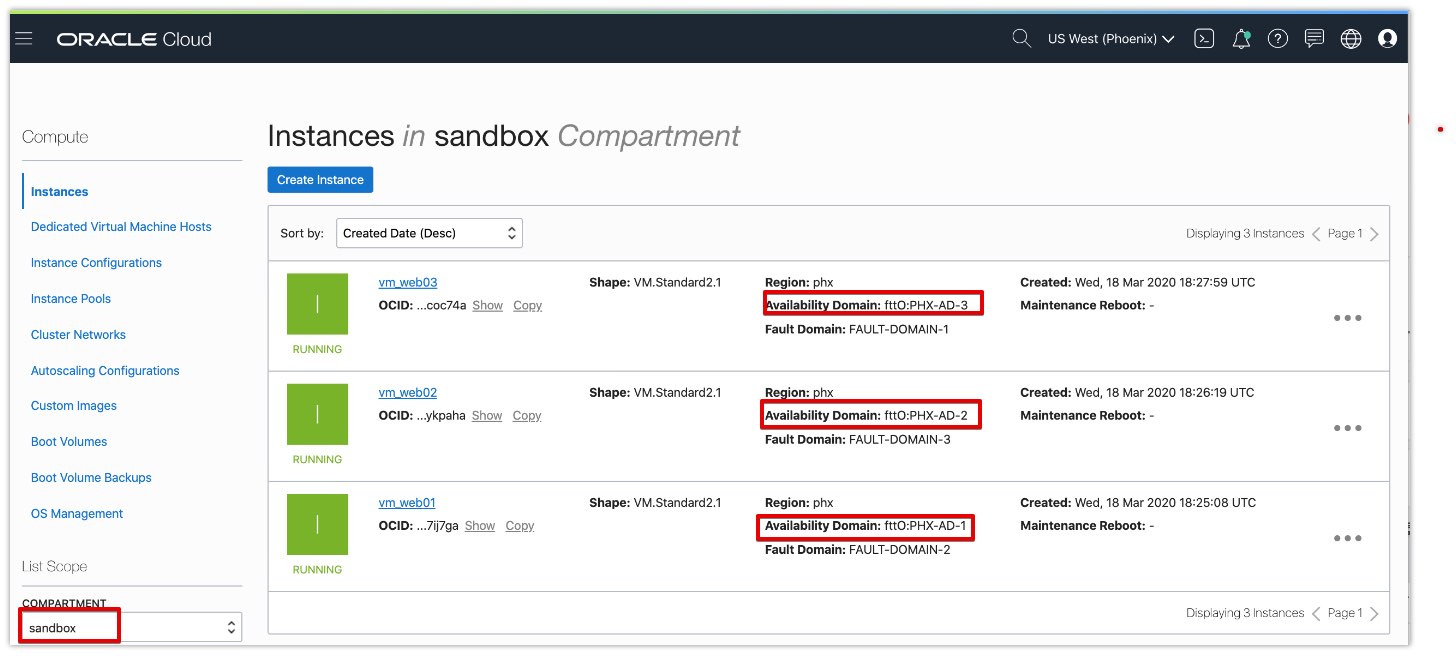 ORACLE Cloud
US West (Phoenix)
Compute
Instances
Dedicated Virtual Machine Hosts
Instance Configurations
Instance Pools
Cluster Networks
Autoscaling Configurations
Custom Images
Boot Volumes
Boot Volume Backups
OS Management
List Scope
COMPARTMENT
sandbox
Instances in sandbox Compartment
Create Instance
Sort by: Created Date (Desc) Displaying 3 Instances Page 1
vm_web03 Shape: VM.Standard2.1 Region: phx Created: Wed, 18 Mar 2020 18:27:59 UTC
OCID: ...coc74a Show Copy Availability Domain: fttO:PHX-AD-3 Maintenance Reboot: -
Fault Domain: FAULT-DOMAIN-1
RUNNING
vm_web02 Shape: VM.Standard2.1 Region: phx Created: Wed, 18 Mar 2020 18:26:19 UTC
OCID: ...ykpaha Show Copy Availability Domain: fttO:PHX-AD-2 Maintenance Reboot: -
Fault Domain: FAULT-DOMAIN-3
RUNNING
vm_web01 Shape: VM.Standard2.1 Region: phx Created: Wed, 18 Mar 2020 18:25:08 UTC
OCID: ...7ij7ga Show Copy Availability Domain: fttO:PHX-AD-1 Maintenance Reboot: -
Fault Domain: FAULT-DOMAIN-2
RUNNING
Displaying 3 Instances Page 1